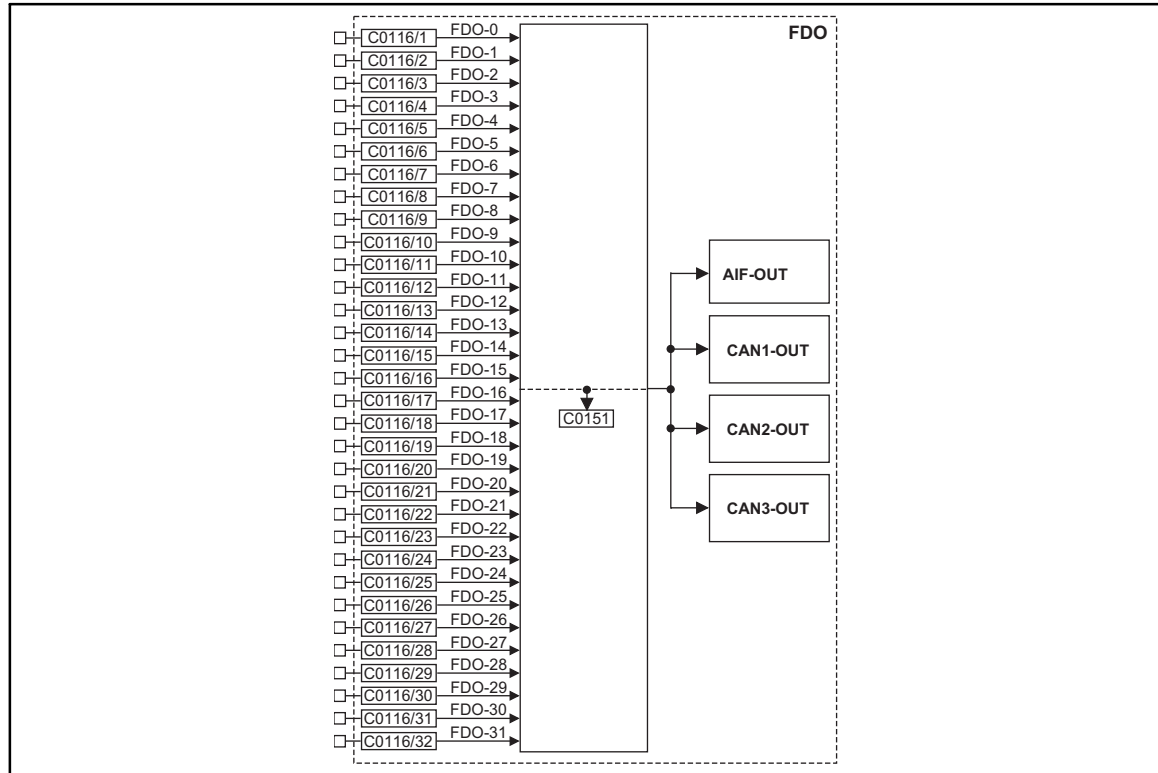 FDO
C0116/1 FDO-0
C0116/2 FDO-1
C0116/3 FDO-2
C0116/4 FDO-3
C0116/5 FDO-4
C0116/6 FDO-5
C0116/7 FDO-6
C0116/8 FDO-7
C0116/9 FDO-8
C0116/10 FDO-9
C0116/11 FDO-10
C0116/12 FDO-11
C0116/13 FDO-12
C0116/14 FDO-13
C0116/15 FDO-14
C0116/16 FDO-15
C0116/17 FDO-16
C0116/18 FDO-17
C0116/19 FDO-18
C0116/20 FDO-19
C0116/21 FDO-20
C0116/22 FDO-21
C0116/23 FDO-22
C0116/24 FDO-23
C0116/25 FDO-24
C0116/26 FDO-25
C0116/27 FDO-26
C0116/28 FDO-27
C0116/29 FDO-28
C0116/30 FDO-29
C0116/31 FDO-30
C0116/32 FDO-31
C0151
AIF-OUT
CAN1-OUT
CAN2-OUT
CAN3-OUT